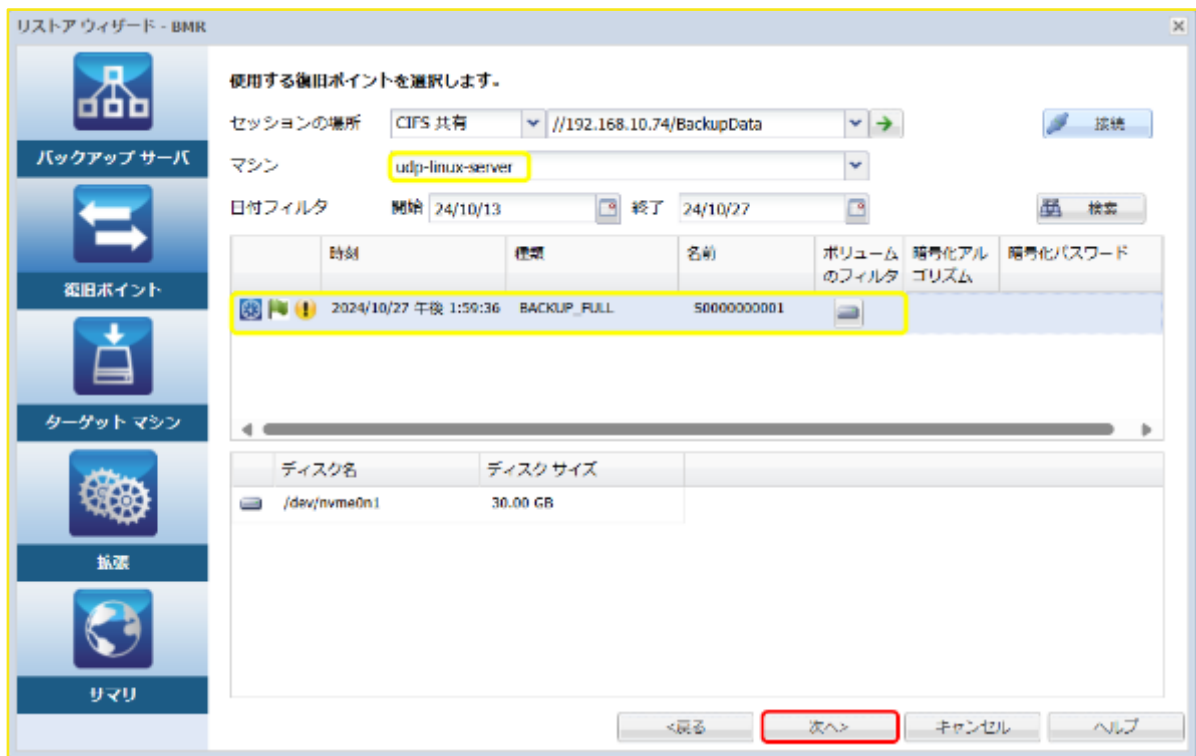 リストア ウィザード - BMR
バックアップ サーバ
復旧ポイント
ターゲット マシン
拡張
サマリ
使用する復旧ポイントを選択します。
セッションの場所 CIFS 共有 //192.168.10.74/BackupData 接続
マシン udp-linux-server
日付フィルタ 開始 24/10/13 終了 24/10/27 検索
時刻 種類 名前 ボリュームのフィルタ 暗号化アルゴリズム 暗号化パスワード
2024/10/27 午後 1:59:36 BACKUP_FULL S0000000001
ディスク名 ディスク サイズ
/dev/nvme0n1 30.00 GB
<戻る 次へ> キャンセル ヘルプ